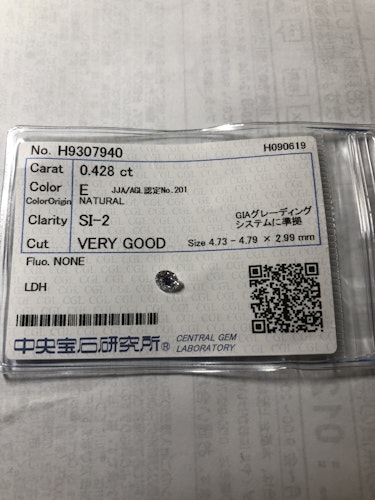 No. H9307940 H090619
Carat 0.428 ct
Color E JJA/AGL認定No.201
ColorOrigin NATURAL
Clarity SI-2 GIAグレーディング
システムに準拠
Cut VERY GOOD Size 4.73 - 4.79 × 2.99 mm
Fluo. NONE
LDH
中央宝石研究所® CENTRAL GEM
LABORATORY